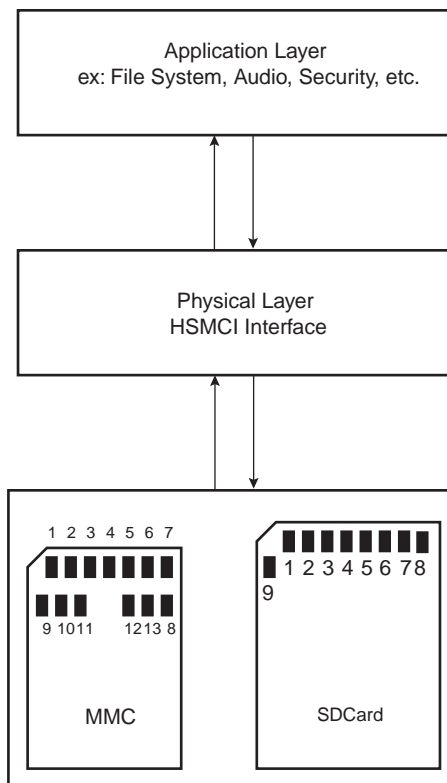 Application Layer
ex: File System, Audio, Security, etc.
Physical Layer
HSMCI Interface
1 2 3 4 5 6 7
9 10 11 12 13 8
MMC
1 2 3 4 5 6 7 8
9
SDCard